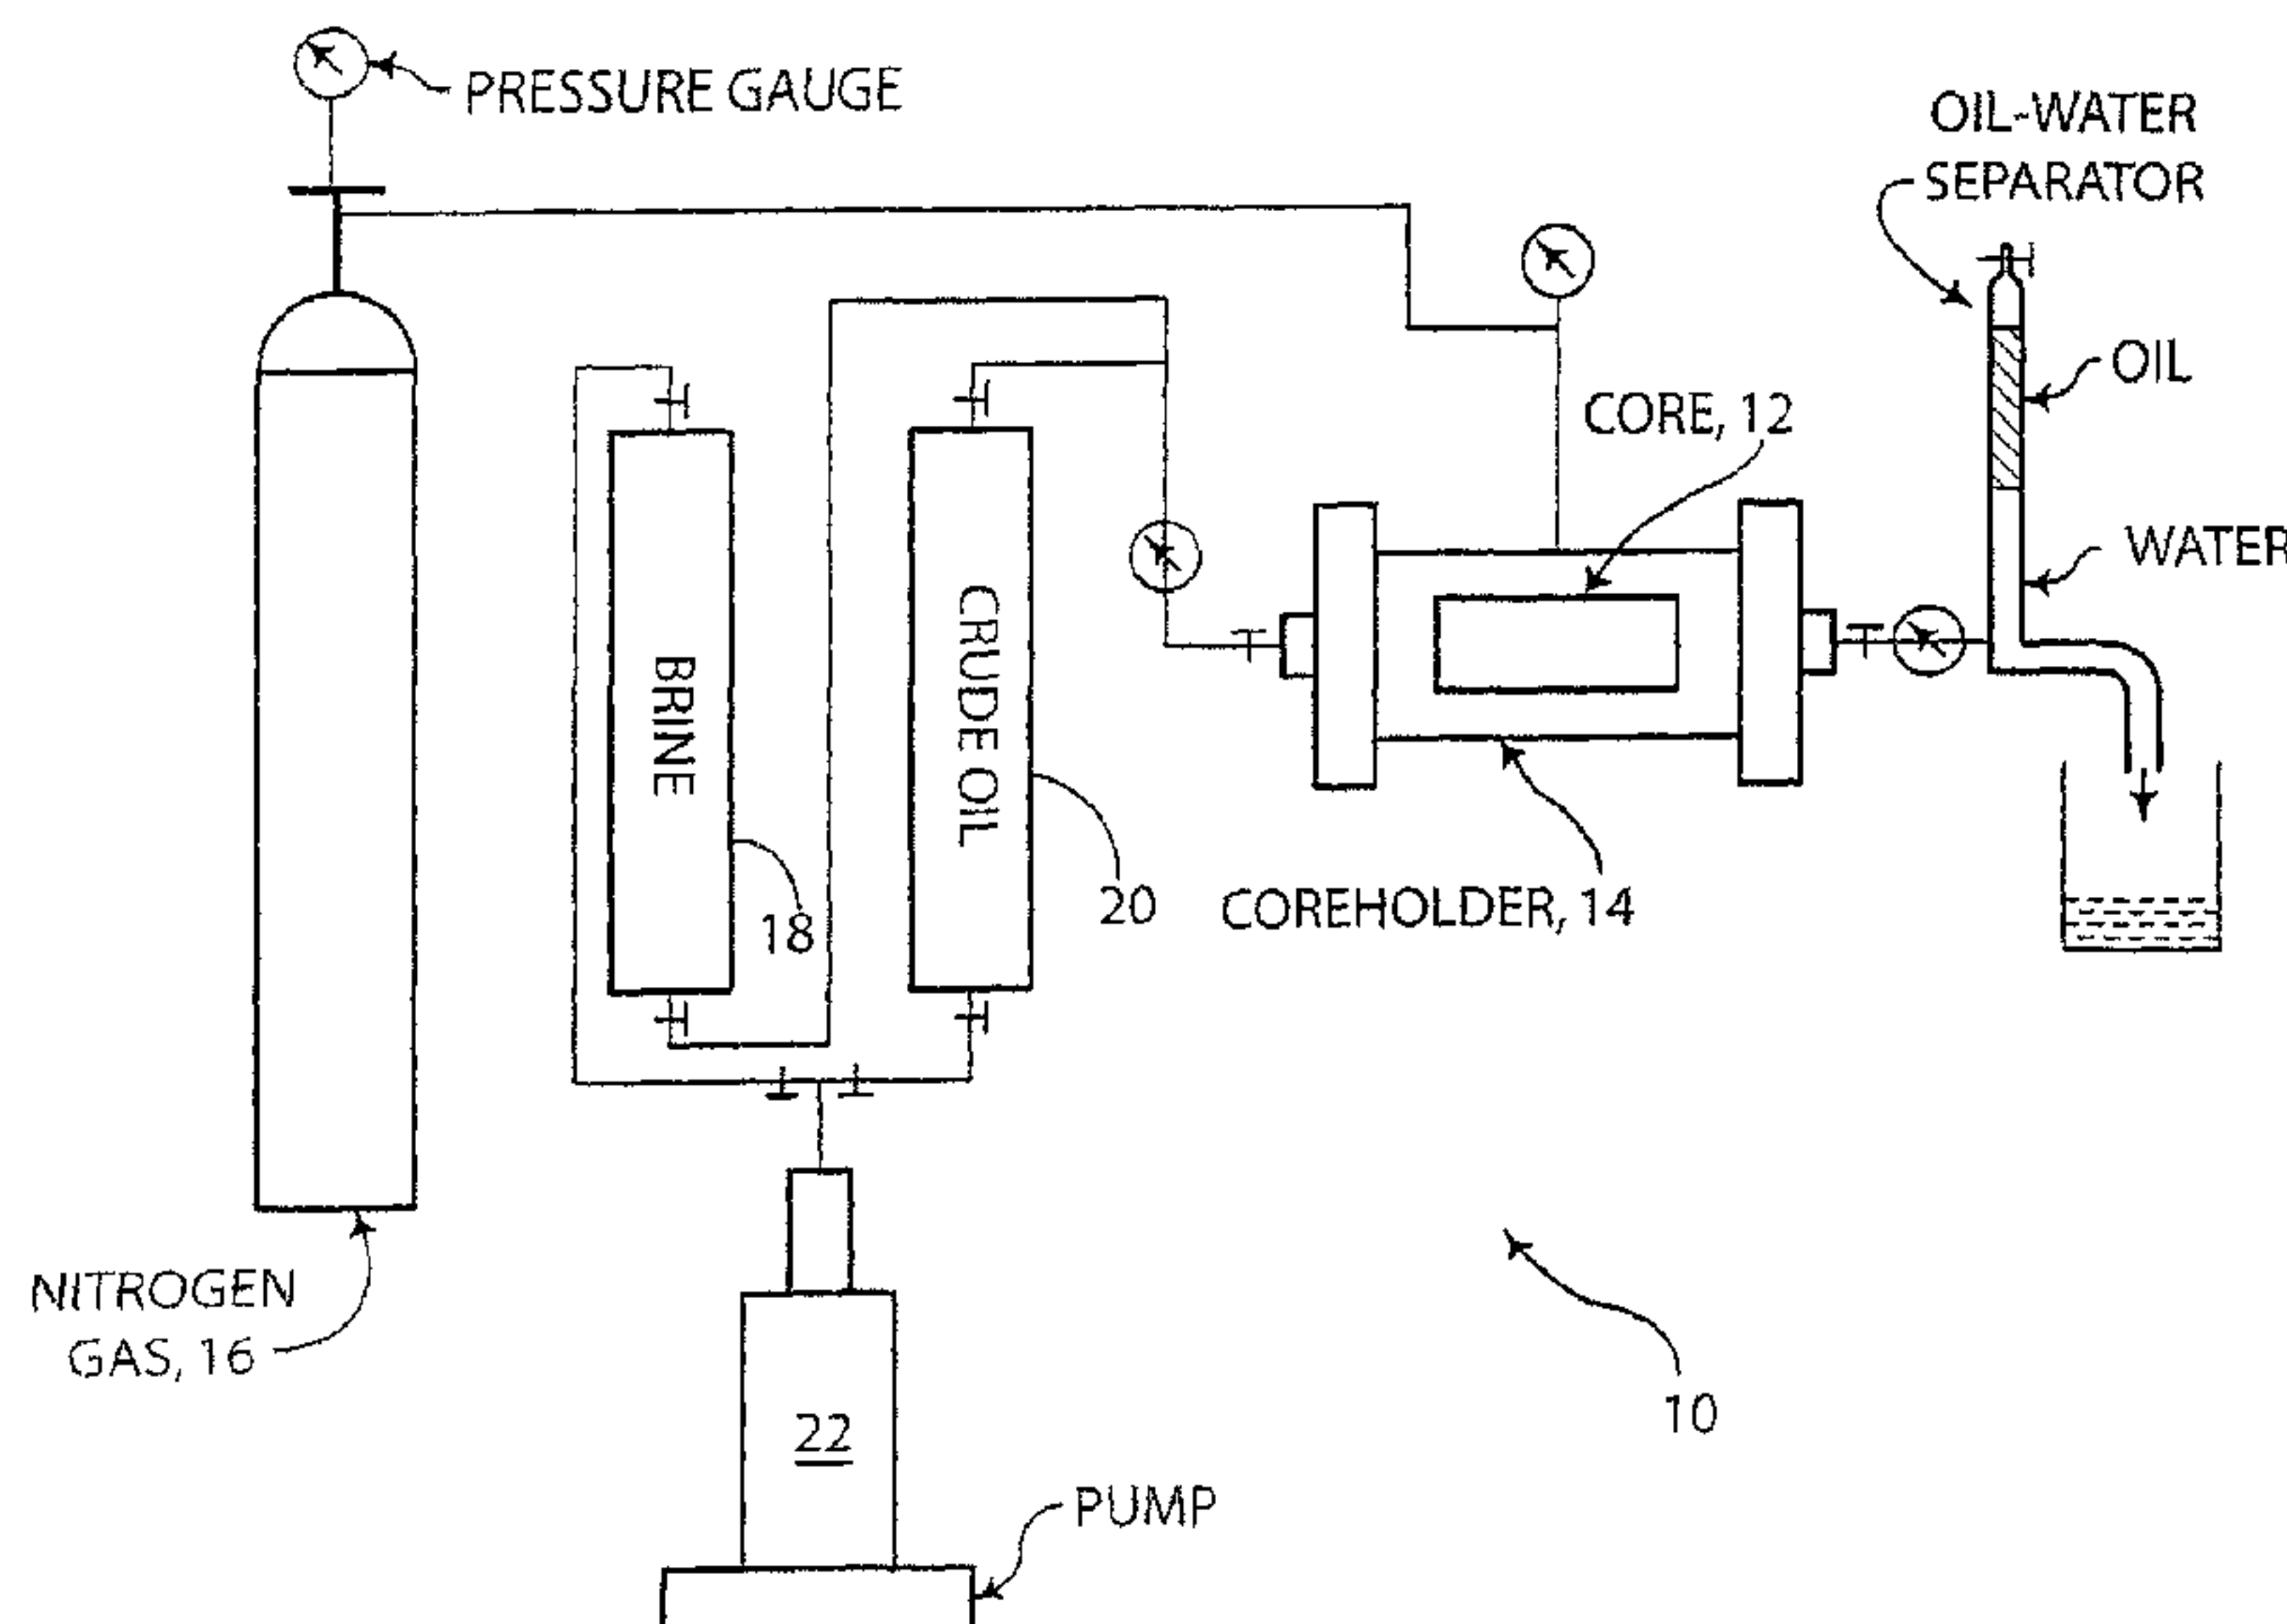 PRESSURE GAUGE
OIL-WATER
SEPARATOR
OIL
CORE, 12
WATER
BRINE
CRUDE OIL
18
20
COREHOLDER, 14
NITROGEN
GAS, 16
22
10
PUMP